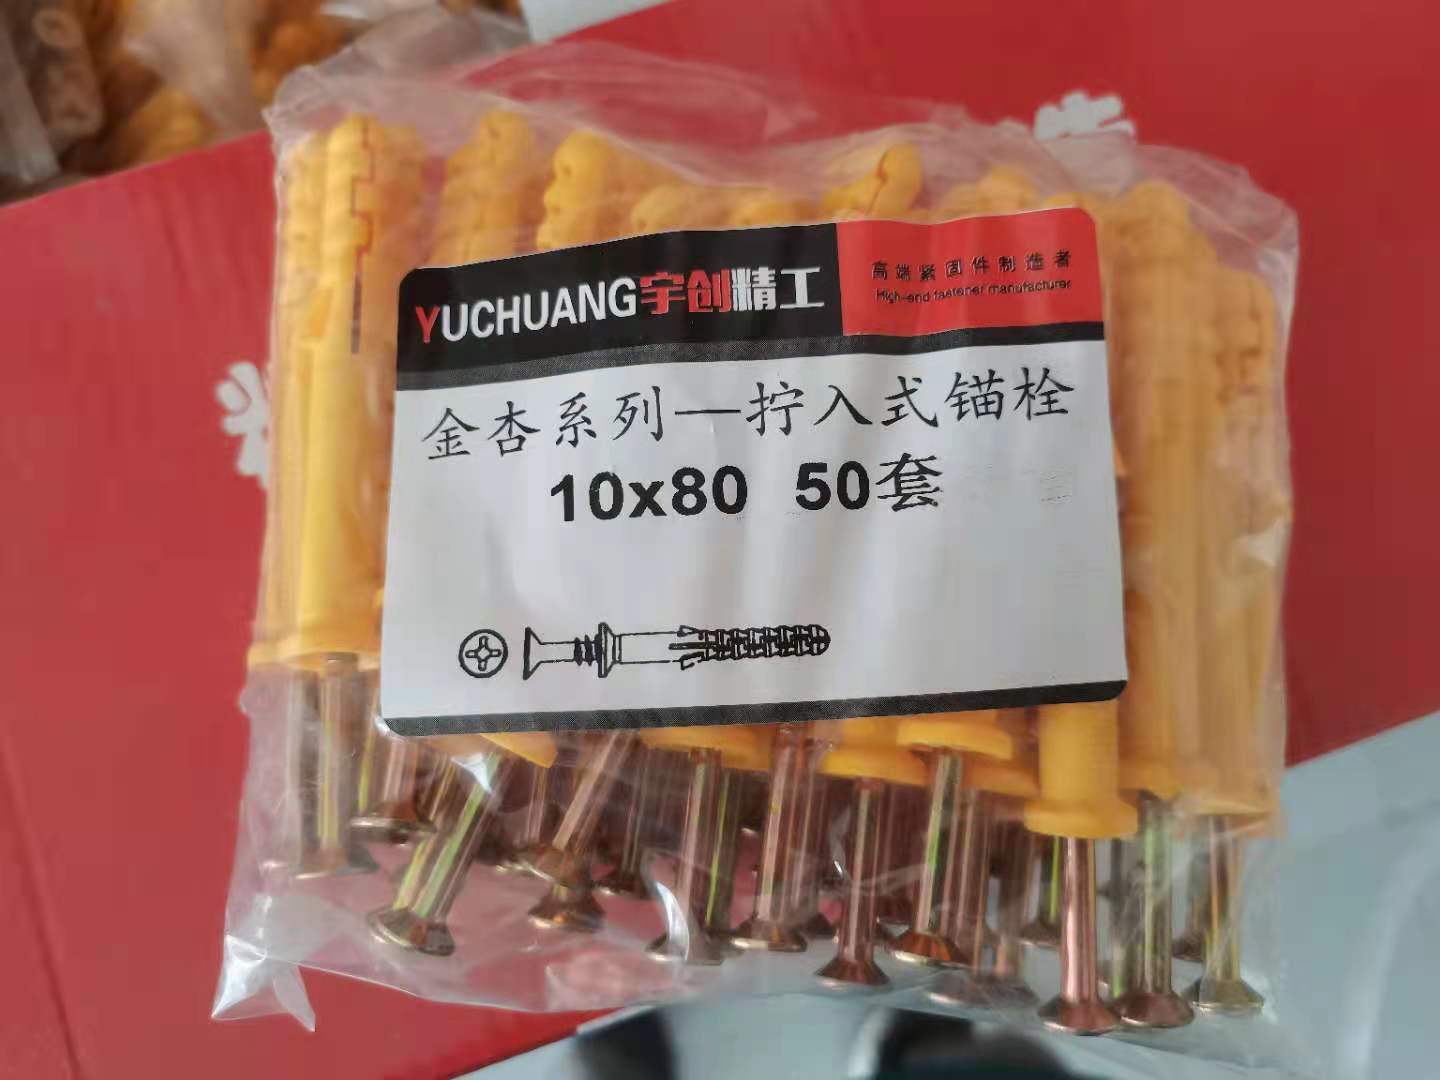 YUCHUANG宇创精工
高端紧固件制造者
High-end fastener manufacturer
金杏系列—拧入式锚栓
10x80 50套